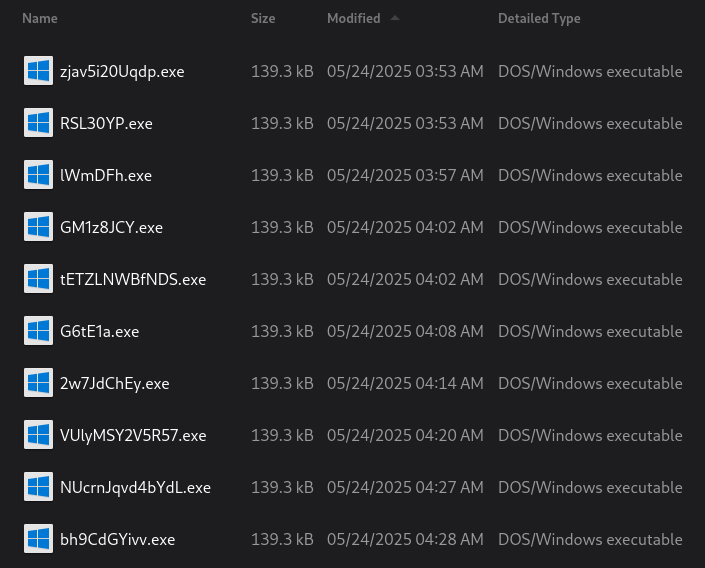 Name Size Modified Detailed Type
zjav5i20Uqdp.exe 139.3 kB 05/24/2025 03:53 AM DOS/Windows executable
RSL30YP.exe 139.3 kB 05/24/2025 03:53 AM DOS/Windows executable
lWmDFh.exe 139.3 kB 05/24/2025 03:57 AM DOS/Windows executable
GM1z8JCY.exe 139.3 kB 05/24/2025 04:02 AM DOS/Windows executable
tETZLNWBfNDS.exe 139.3 kB 05/24/2025 04:02 AM DOS/Windows executable
G6tE1a.exe 139.3 kB 05/24/2025 04:08 AM DOS/Windows executable
2w7JdChEy.exe 139.3 kB 05/24/2025 04:14 AM DOS/Windows executable
VUlyMSY2V5R57.exe 139.3 kB 05/24/2025 04:20 AM DOS/Windows executable
NUcrnJqvd4bYdL.exe 139.3 kB 05/24/2025 04:27 AM DOS/Windows executable
bh9CdGYivv.exe 139.3 kB 05/24/2025 04:28 AM DOS/Windows executable